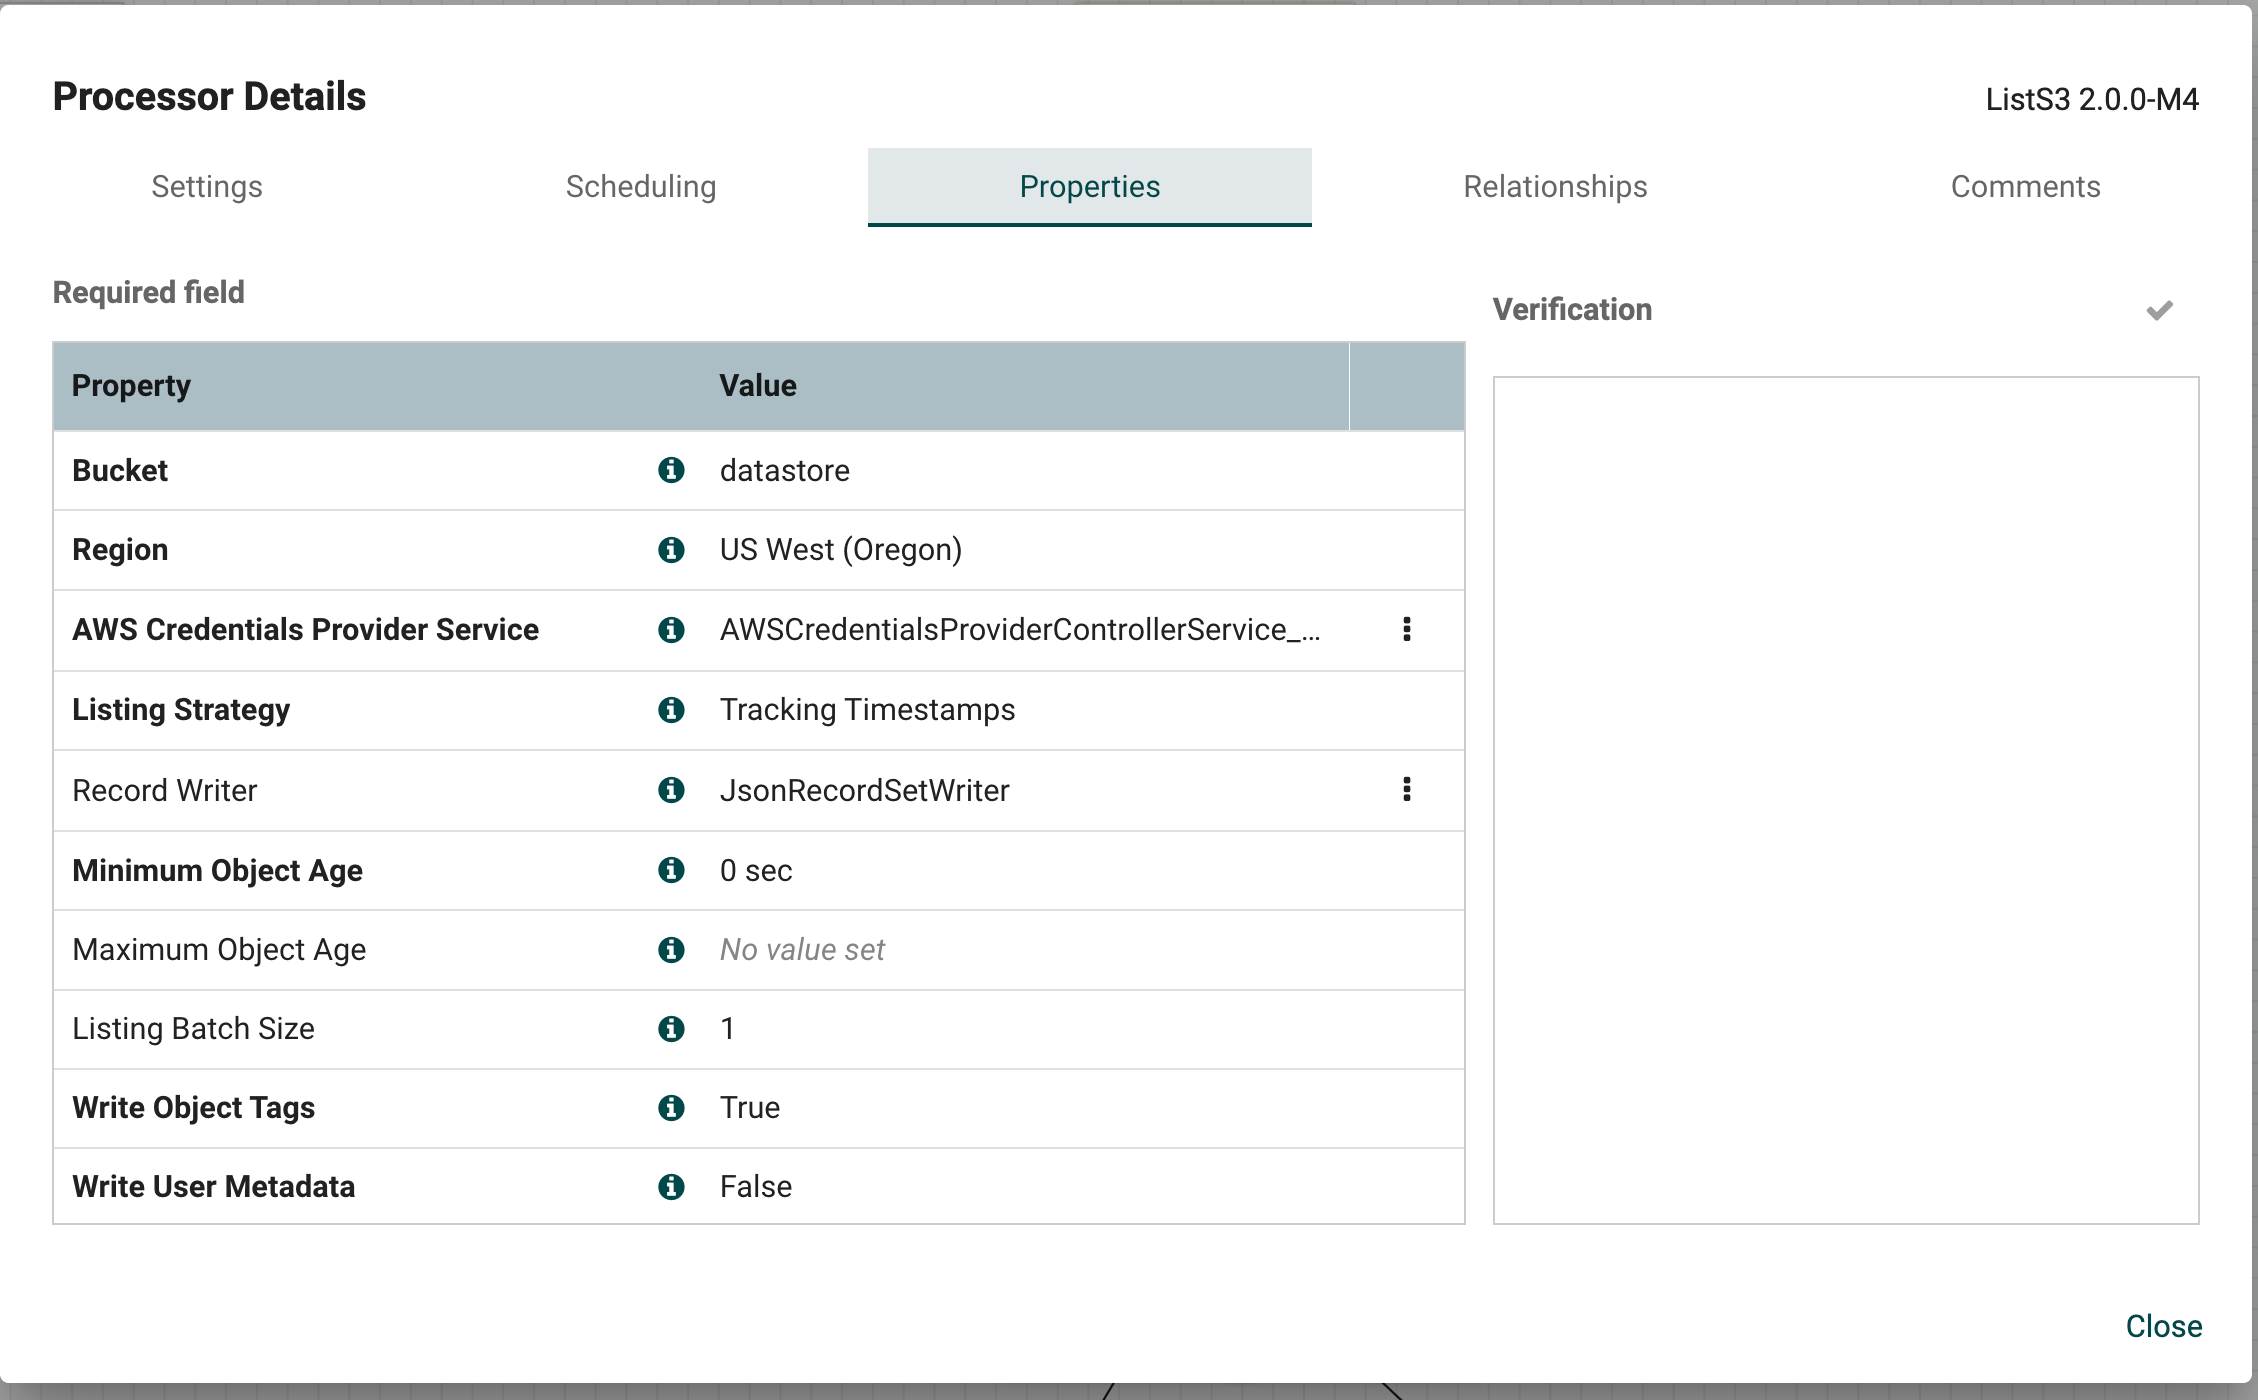 Processor Details
ListS3 2.0.0-M4
Settings Scheduling Properties Relationships Comments
Required field
Verification
Property Value
Bucket datastore
Region US West (Oregon)
AWS Credentials Provider Service AWSCredentialsProviderControllerService_...
Listing Strategy Tracking Timestamps
Record Writer JsonRecordSetWriter
Minimum Object Age 0 sec
Maximum Object Age No value set
Listing Batch Size 1
Write Object Tags True
Write User Metadata False
Close